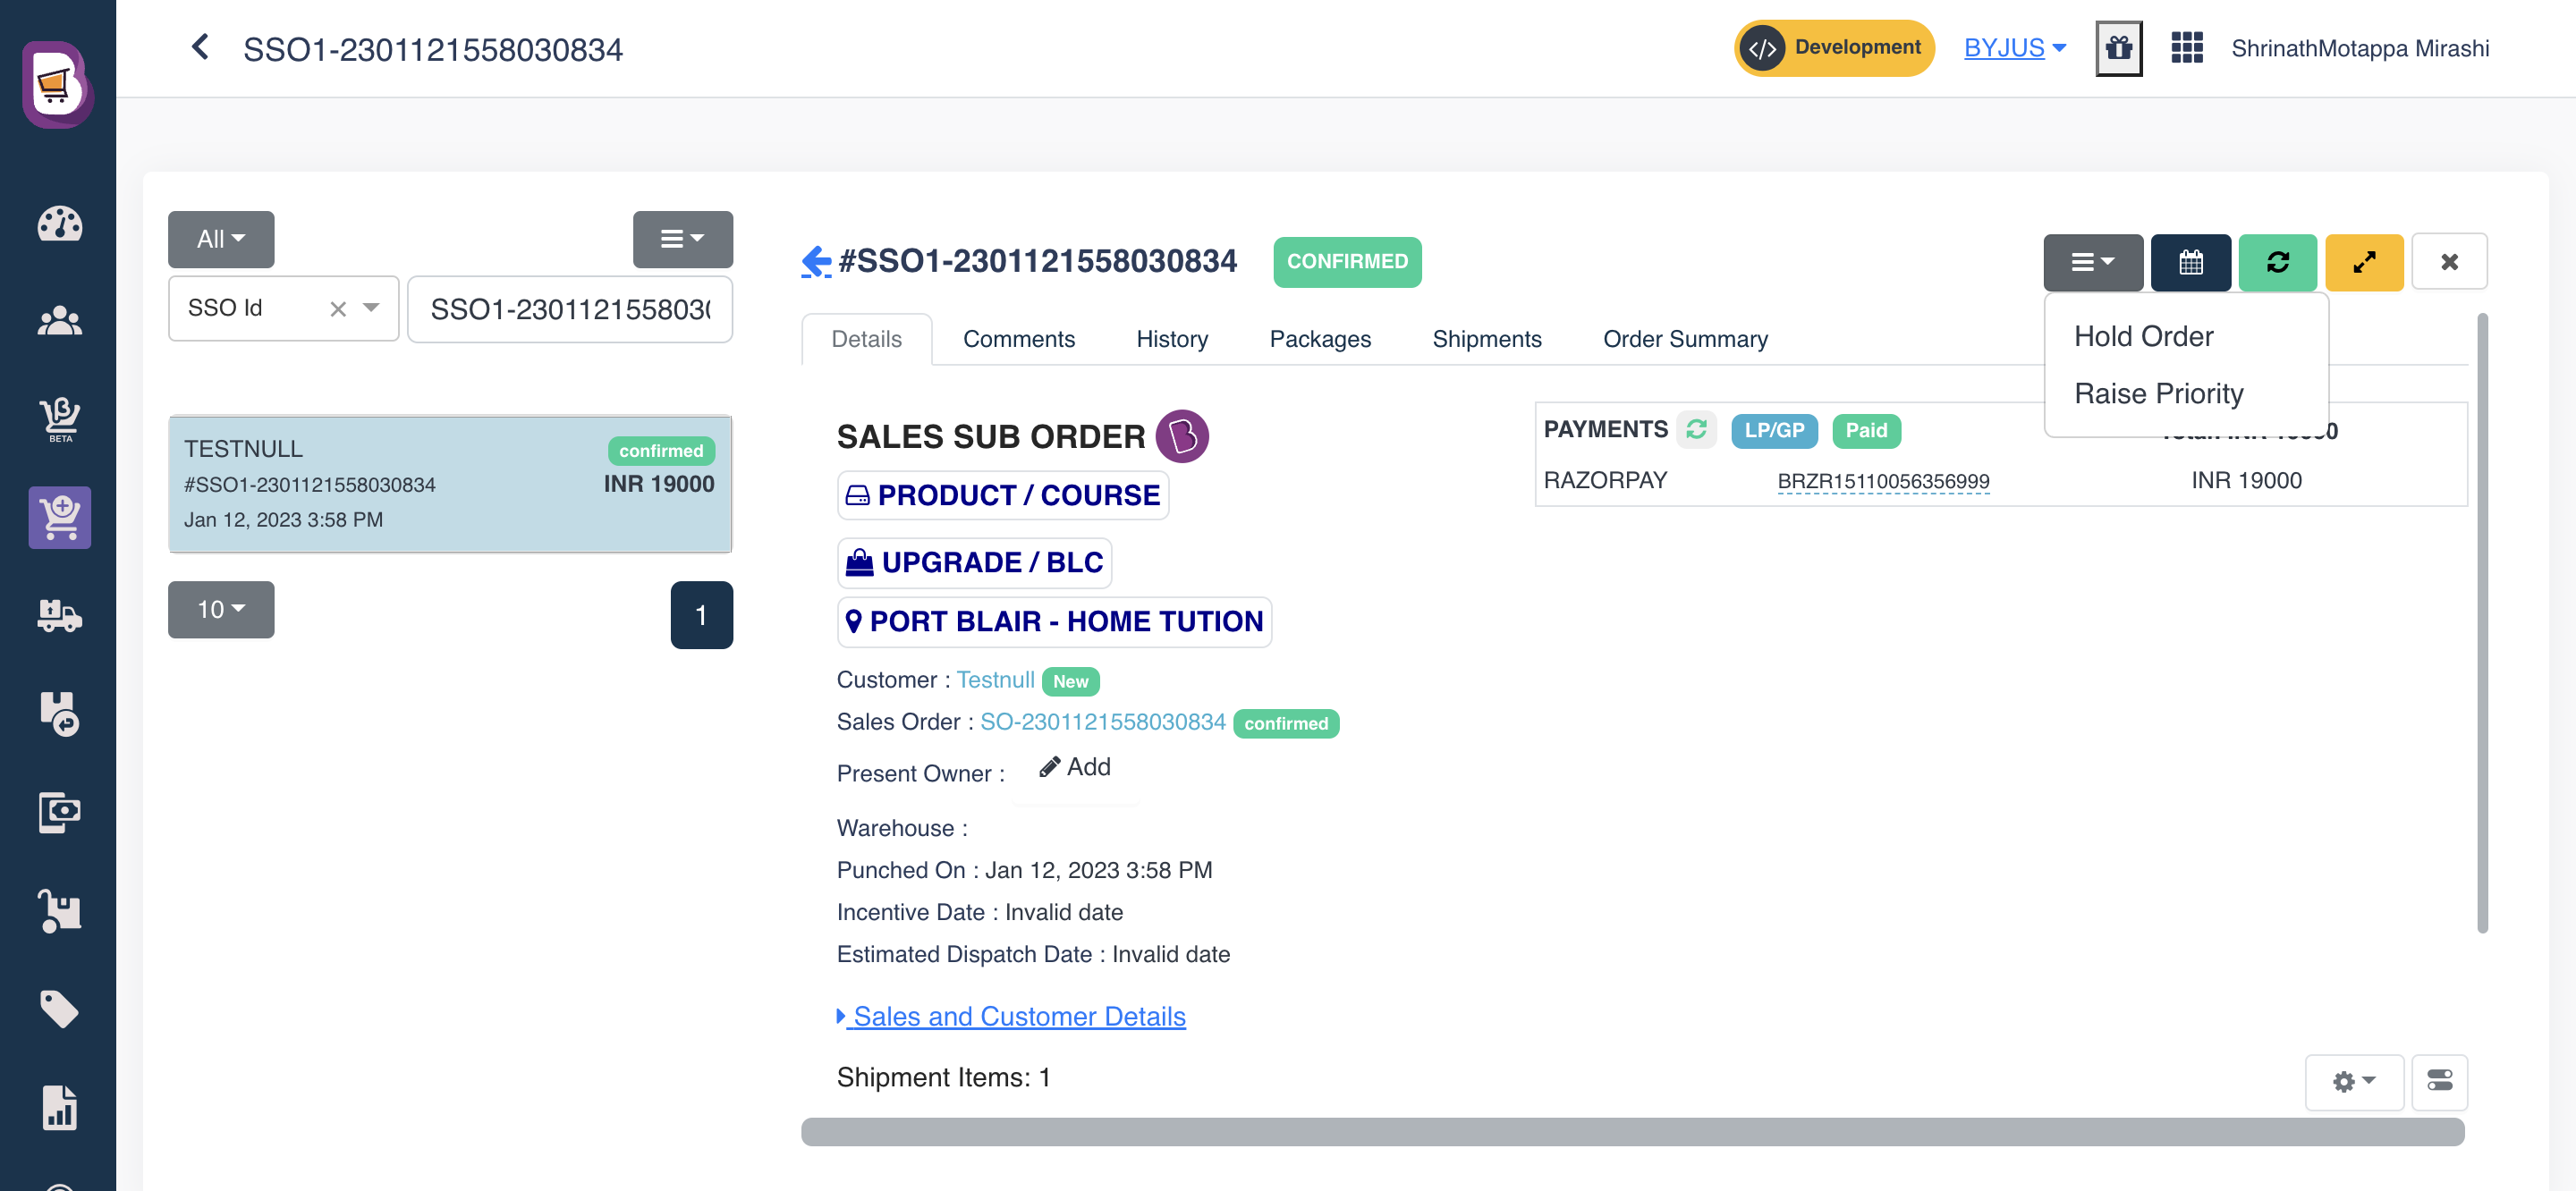 SSO1-2301121558030834
Development
BYJUS
ShrinathMotappa Mirashi
BETA
All
SSO Id
SSO1-230112155803
TESTNULL
confirmed
#SSO1-2301121558030834
INR 19000
Jan 12, 2023 3:58 PM
10
1
#SSO1-2301121558030834
CONFIRMED
Hold Order
Raise Priority
Details
Comments
History
Packages
Shipments
Order Summary
SALES SUB ORDER
PRODUCT / COURSE
UPGRADE / BLC
PORT BLAIR - HOME TUTION
Customer : Testnull New
Sales Order : SO-2301121558030834 confirmed
Present Owner : Add
Warehouse :
Punched On : Jan 12, 2023 3:58 PM
Incentive Date : Invalid date
Estimated Dispatch Date : Invalid date
Sales and Customer Details
Shipment Items: 1
PAYMENTS LP/GP Paid
RAZORPAY BRZR15110056356999 INR 19000